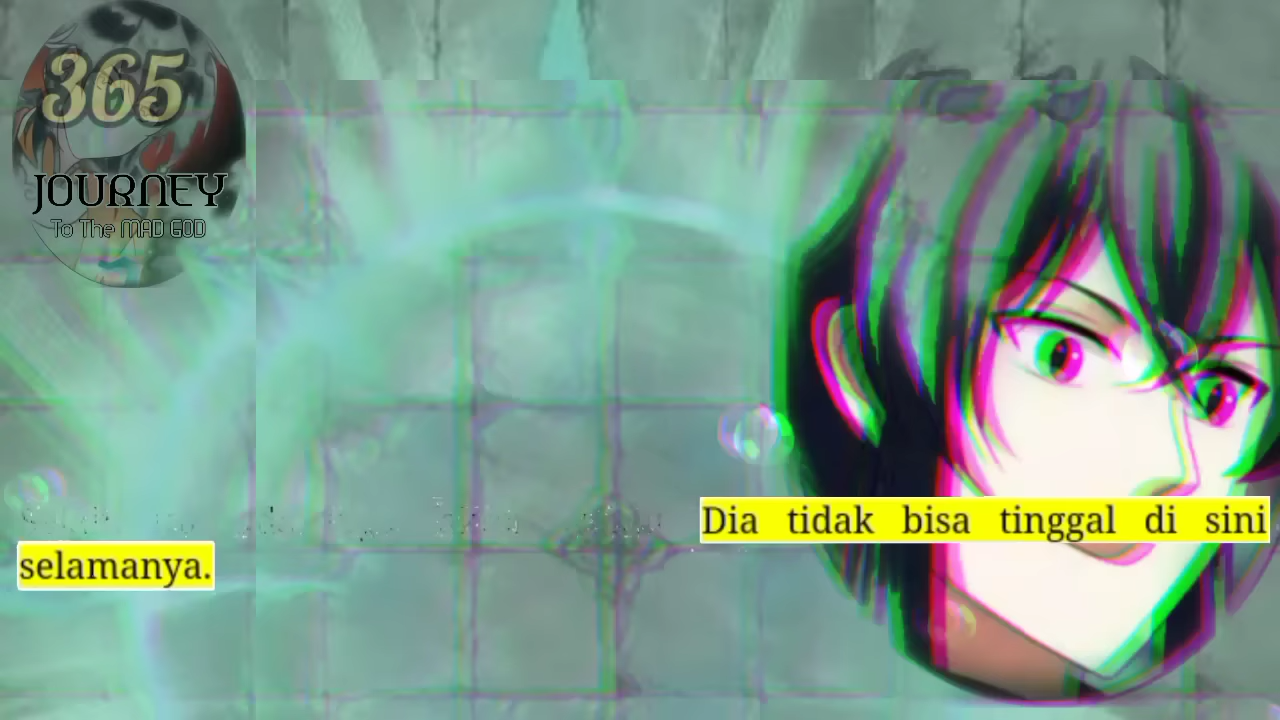 365
JOURNEY
To The MAD GOD
Dia tidak bisa tinggal di sini
selamanya.